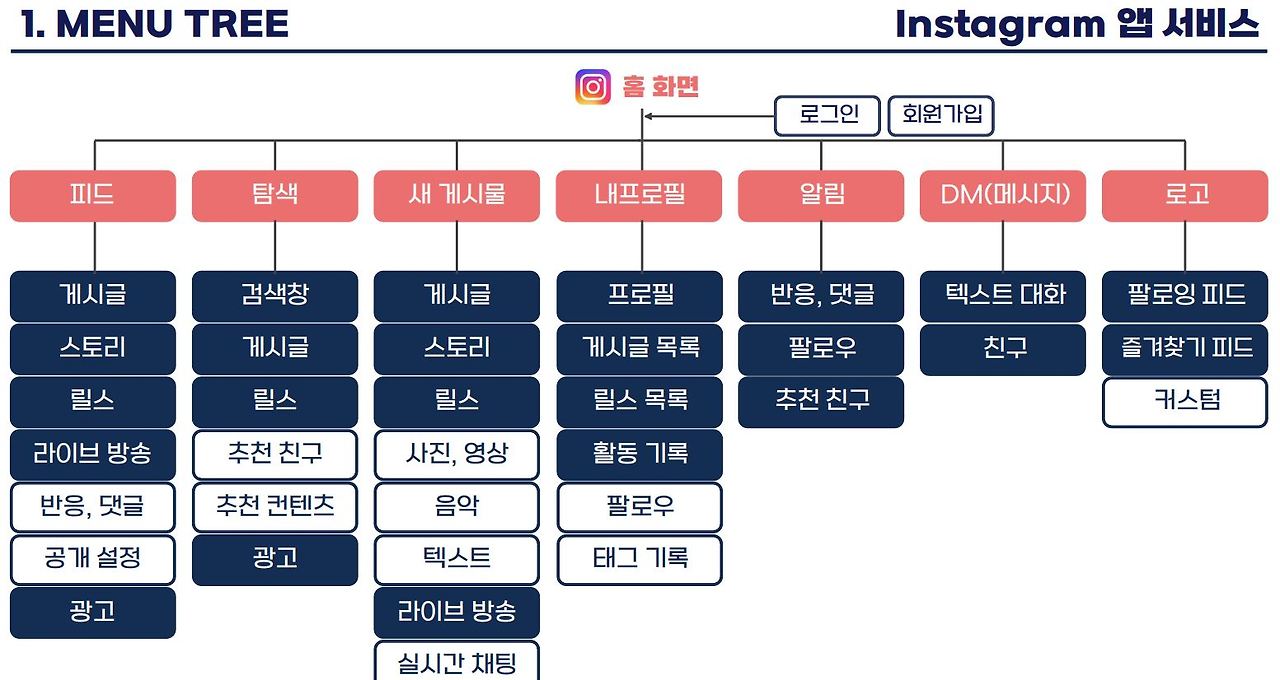 1. MENU TREE
Instagram 앱 서비스
홈 화면
로그인
회원가입
피드
탐색
새 게시물
내프로필
알림
DM(메시지)
로고
게시글
스토리
릴스
라이브 방송
반응, 댓글
공개 설정
광고
검색창
게시글
릴스
추천 친구
추천 컨텐츠
광고
게시글
스토리
릴스
사진, 영상
음악
텍스트
라이브 방송
실시간 채팅
프로필
게시글 목록
릴스 목록
활동 기록
팔로우
태그 기록
반응, 댓글
팔로우
추천 친구
텍스트 대화
친구
팔로잉 피드
즐겨찾기 피드
커스텀